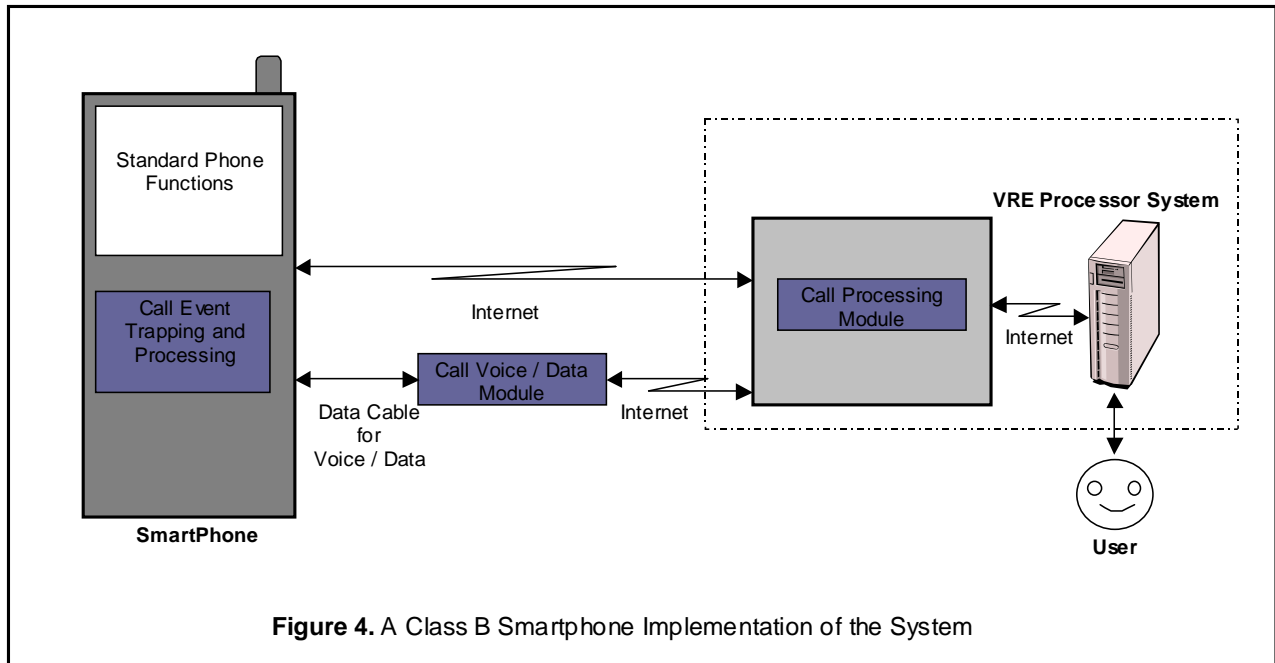 Standard Phone
Functions
Call Event
Trapping and
Processing
SmartPhone
Internet
Data Cable
for
Voice / Data
Call Voice / Data
Module
Internet
Call Processing
Module
Internet
VRE Processor System
User
Figure 4. A Class B Smartphone Implementation of the System